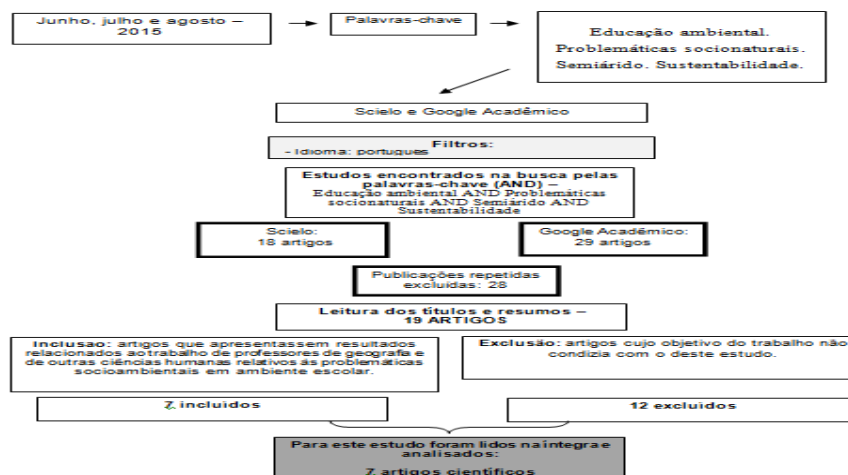 Junho, julho e agosto –
2015
Palavras-chave
Educação ambiental.
Problemáticas socionaturais.
Semiárido. Sustentabilidade.
Scielo e Google Acadêmico
Filtros:
- Idioma: portugues
Estudos encontrados na busca pelas
palavras-chave (AND) –
Educação ambiental AND Problemáticas
socionaturais AND Semiárido AND
Sustentabilidade
Scielo:
18 artigos
Google Acadêmico:
29 artigos
Publicações repetidas
excluídas: 28
Leitura dos títulos e resumos –
19 ARTIGOS
Inclusão: artigos que apresentassem resultados
relacionados ao trabalho de professores de geografia e
de outras ciências humanas relativos às problemáticas
socioambientais em ambiente escolar.
Exclusão: artigos cujo objetivo do trabalho não
condizia com o deste estudo.
7 incluídos
12 excluídos
Para este estudo foram lidos na íntegra e
analisados:
7 artigos científicos